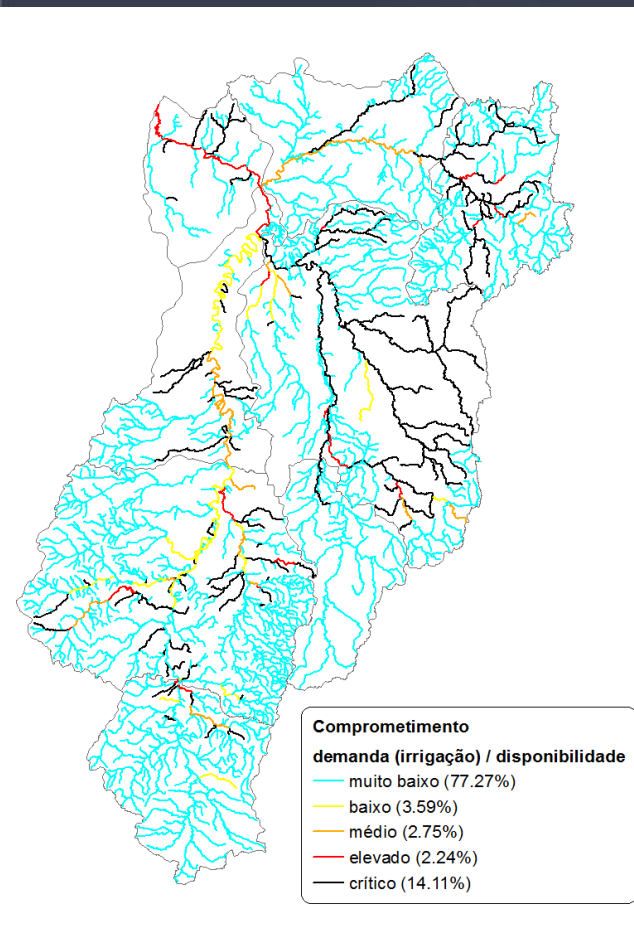 Comprometimento
demanda (irrigação) / disponibilidade
muito baixo (77.27%)
baixo (3.59%)
médio (2.75%)
elevado (2.24%)
crítico (14.11%)